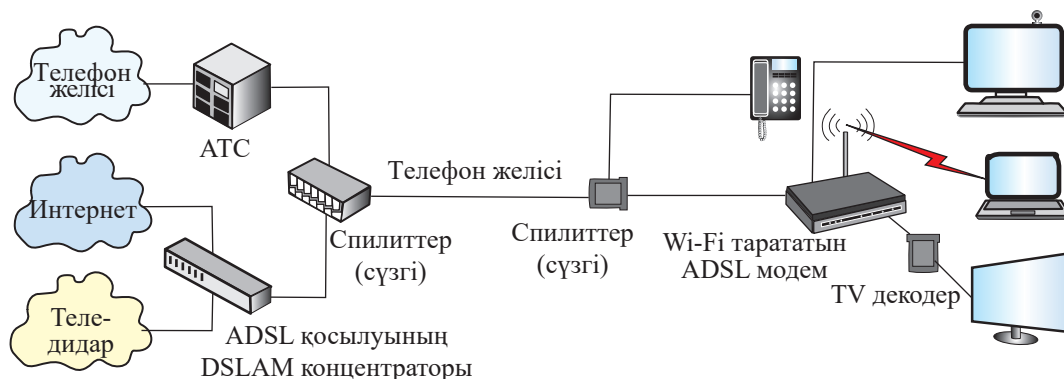 Телефон
желісі
АТС
Интернет
Теле-
дидар
ADSL қосылуының
DSLAM концентраторы
Спилиттер
(сүзгі)
Телефон желісі
Спилиттер
(сүзгі)
Wi-Fi тарататын
ADSL модем
TV декодер